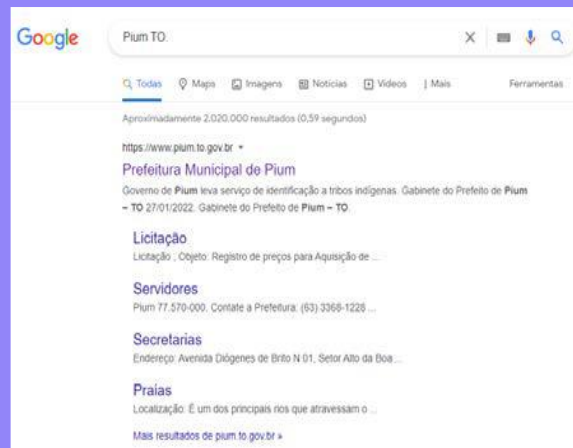 Google
Pium TO.
Todas Maps Imagens Notícias Vídeos Mais Ferramentas
Aproximadamente 2.020.000 resultados (0,59 segundos)
https://www.pium.to.gov.br
Prefeitura Municipal de Pium
Governo de Pium leva serviço de identificação a tribos indígenas. Gabinete do Prefeito de Pium
– TO 27/01/2022. Gabinete do Prefeito de Pium – TO.
Licitação
Licitação ; Objeto: Registro de preços para Aquisição de ...
Servidores
Pium 77.570-000. Contate a Prefeitura: (63) 3368-1228 ...
Secretarias
Endereço: Avenida Diógenes de Brito N 01, Setor Alto da Boa ...
Praias
Localização: É um dos principais rios que atravessam o ...
Mais resultados de pium.to.gov.br »